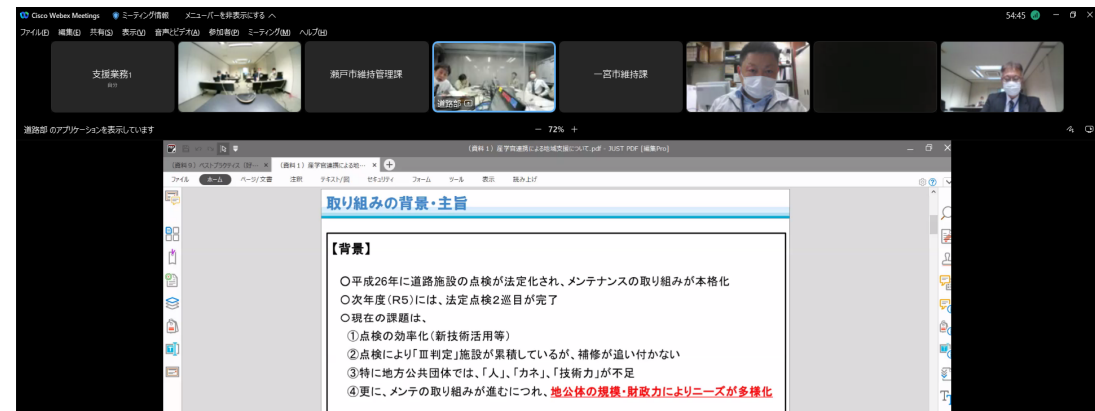 Cisco Webex Meetings ミーティング情報 メニューバーを非表示にする へ 54:45
ファイル(F) 編集(E) 共有(S) 表示(V) 音声とビデオ(A) 参加者(P) ミーティング(M) ヘルプ(H)
支援業務1
自分
瀬戸市維持管理課
道路部
一宮市維持課
道路部 のアプリケーションを表示しています
− 72% +
(資料1)産学官連携による地域支援について.pdf - JUST PDF [編集Pro]
(資料9)ベストプラクティス(計… ×
(資料1)産学官連携による地… ×
ファイル ホーム ページ/文書 注釈 テキスト/図 セキュリティ フォーム ツール 表示 読み上げ
取り組みの背景・主旨
【背景】
○平成26年に道路施設の点検が法定化され、メンテナンスの取り組みが本格化
○次年度(R5)には、法定点検2巡目が完了
○現在の課題は、
①点検の効率化(新技術活用等)
②点検により「Ⅲ判定」施設が累積しているが、補修が追い付かない
③特に地方公共団体では、「人」、「カネ」、「技術力」が不足
④更に、メンテの取り組みが進むにつれ、地公体の規模・財政力によりニーズが多様化